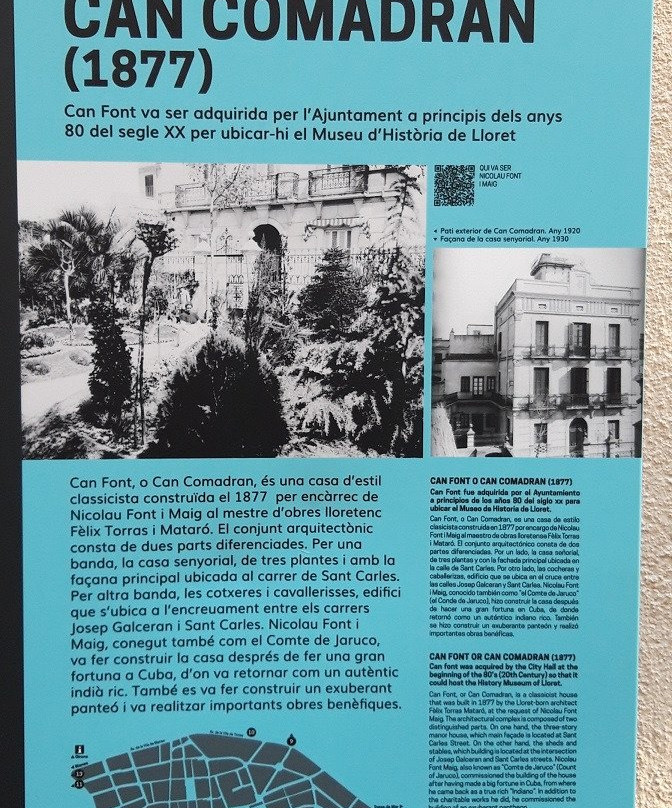 CAN COMADRAN
(1877)
Can Font va ser adquirida per l'Ajuntament a principis dels anys
80 del segle XX per ubicar-hi el Museu d'Història de Lloret
QUI VA SER
NICOLAU FONT
I MAIG
Pati exterior de Can Comadran. Any 1920
Façana de la casa senyorial. Any 1930
Can Font, o Can Comadran, és una casa d'estil
classicista construïda el 1877 per encàrrec de
Nicolau Font i Maig al mestre d'obres lloretenc
Fèlix Torras i Mataró. El conjunt arquitectònic
consta de dues parts diferenciades. Per una
banda, la casa senyorial, de tres plantes i amb la
façana principal ubicada al carrer de Sant Carles.
Per altra banda, les cotxeres i cavallerisses, edifici
que s'ubica a l'encreuament entre els carrers
Josep Galceran i Sant Carles. Nicolau Font i
Maig, conegut també com el Comte de Jaruco,
va fer construir la casa després de fer una gran
fortuna a Cuba, d'on va retornar com un autèntic
indià ric. També es va fer construir un exuberant
panteó i va realitzar importants obres benèfiques.
CAN FONT O CAN COMADRAN (1877)
Can Font fue adquirida por el Ayuntamiento
a principios de los años 80 del siglo XX para
ubicar el Museo de Historia de Lloret.
Can Font, o Can Comadran, es una casa de estilo
clasicista construida en 1877 por encargo de Nicolau
Font i Maig al maestro de obras lloretense Fèlix Torras
i Mataró. El conjunto arquitectónico consta de dos
partes diferenciadas. Por un lado, la casa señorial,
de tres plantas y con la fachada principal ubicada en
la calle de Sant Carles. Por otro lado, las cocheras y
caballerizas, edificio que se ubica en el cruce entre
las calles Josep Galceran y Sant Carles. Nicolau Font
i Maig, conocido también como "el Comte de Jaruco"
(el Conde de Jaruco), hizo construir la casa después
de hacer una gran fortuna en Cuba, de donde
retornó como un auténtico indiano rico. También
se hizo construir un exuberante panteón y realizó
importantes obras benéficas.
CAN FONT OR CAN COMADRAN (1877)
Can font was acquired by the City Hall at the
beginning of the 80's (20th Century) so that it
could host the History Museum of Lloret.
Can Font, or Can Comadran, is a classicist house
that was built in 1877 by the Lloret-born architect
Fèlix Torras Mataró, at the request of Nicolau Font
Maig. The architectural complex is composed of two
distinguished parts. On one hand, the three-story
manor house, which main façade is located at Sant
Carles Street. On the other hand, the sheds and
stables, which building is located at the intersection
of Josep Galceran and Sant Carles streets. Nicolau
Font Maig, also known as "Comte de Jaruco" (Count
of Jaruco), commissioned the building of the house
after having made a big fortune in Cuba, from where
he came back as a true rich "Indiano". In addition to
the charitable works he did, he commissioned the
building of an exuberant pantheon.
10
9
13
11